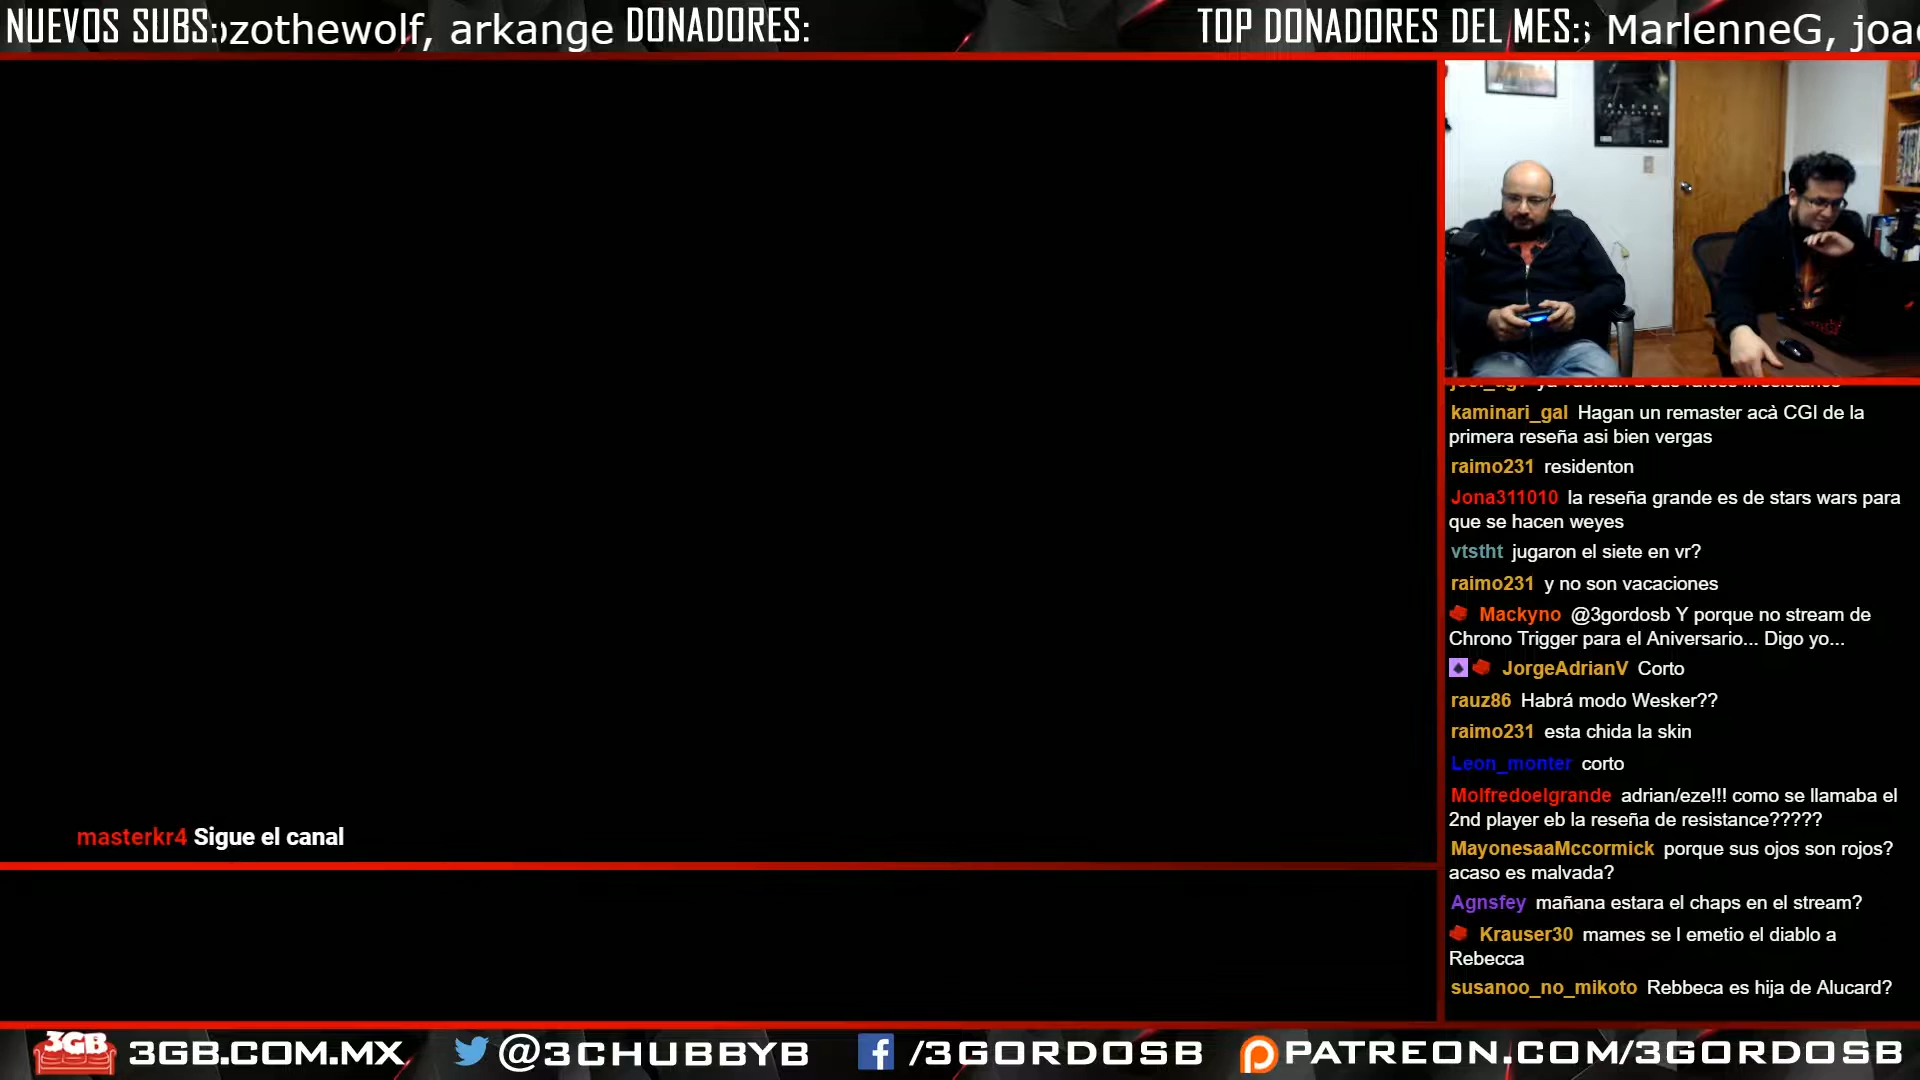 NUEVOS SUBS: ozothewolf, arkange DONADORES: TOP DONADORES DEL MES: MarlenneG, joa
ALIEN
kaminari_gal Hagan un remaster acà CGI de la
primera reseña asi bien vergas
raimo231 residenton
Jona311010 la reseña grande es de stars wars para
que se hacen weyes
vtstht jugaron el siete en vr?
raimo231 y no son vacaciones
Mackyno @3gordosb Y porque no stream de
Chrono Trigger para el Aniversario... Digo yo...
JorgeAdrianV Corto
rauz86 Habrá modo Wesker??
raimo231 esta chida la skin
Leon_monter corto
Molfredoelgrande adrian/eze!!! como se llamaba el
2nd player eb la reseña de resistance?????
masterkr4 Sigue el canal
MayonesaaMccormick porque sus ojos son rojos?
acaso es malvada?
Agnsfey mañana estara el chaps en el stream?
Krauser30 mames se l emetio el diablo a
Rebecca
susanoo_no_mikoto Rebbeca es hija de Alucard?
3GB 3GB.COM.MX @3CHUBBYB /3GORDOSB PATREON.COM/3GORDOSB